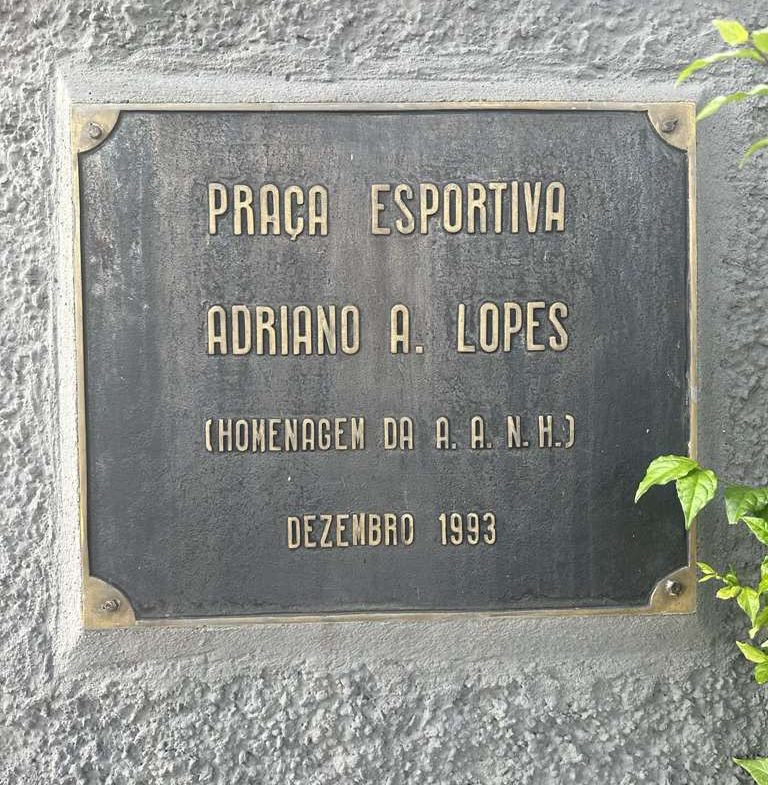 PRAÇA ESPORTIVA
ADRIANO A. LOPES
(HOMENAGEM DA A. A. N. H.)
DEZEMBRO 1993